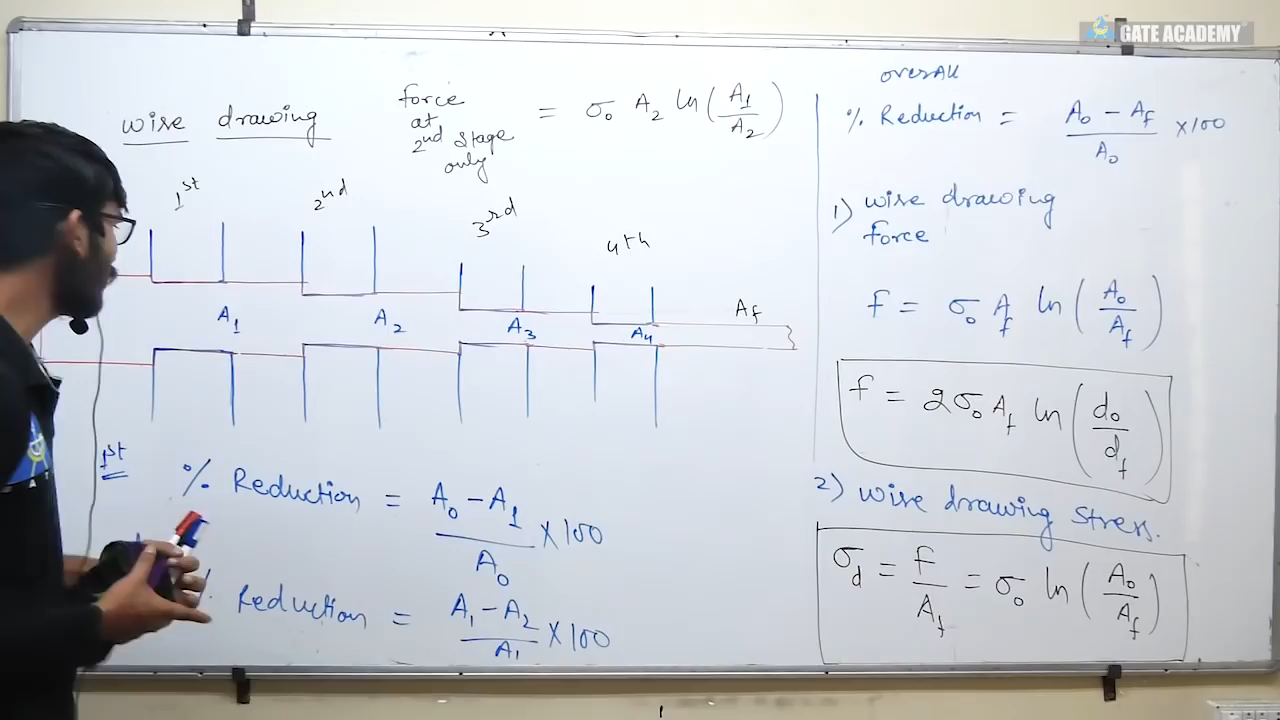 GATE ACADEMY
wire drawing
force
at
2nd stage
only
= σ₀ A₂ ln(A₁/A₂)
1st
2nd
3rd
4th
A₁
A₂
A₃
A₄
Af
1st
% Reduction = (A₀ - A₁)/A₀ × 100
% Reduction = (A₁ - A₂)/A₁ × 100
overall
% Reduction = (A₀ - Af)/A₀ × 100
1) wire drawing
force
f = σ₀ Af ln(A₀/Af)
f = 2σ₀ Af ln(d₀/df)
2) wire drawing stress.
σd = f/Af = σ₀ ln(A₀/Af)